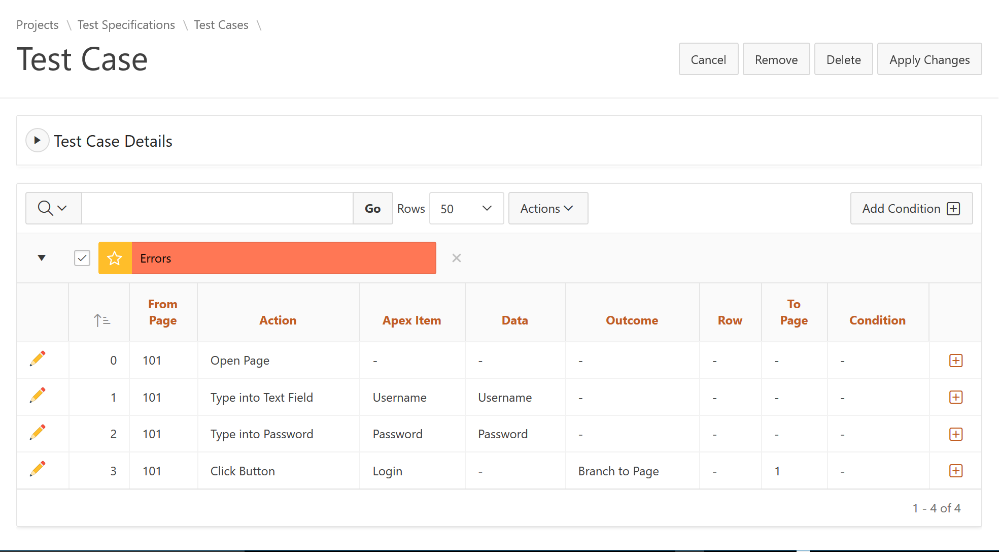 Projects \ Test Specifications \ Test Cases \
Test Case
Cancel Remove Delete Apply Changes
Test Case Details
Go Rows 50 Actions Add Condition
Errors
From Page Action Apex Item Data Outcome Row To Page Condition
0 101 Open Page - - - - - -
1 101 Type into Text Field Username Username - - - -
2 101 Type into Password Password Password - - - -
3 101 Click Button Login - Branch to Page - 1 -
1 - 4 of 4